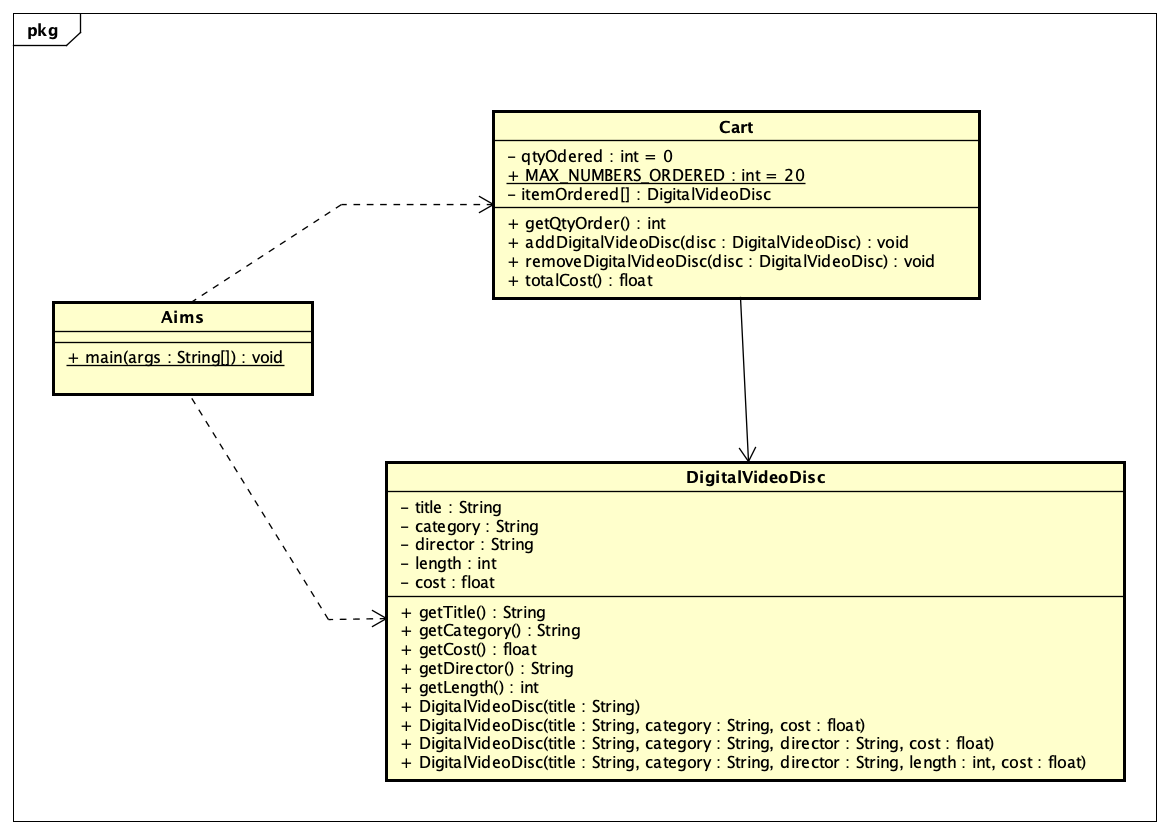 pkg
Cart
- qtyOdered : int = 0
+ MAX_NUMBERS_ORDERED : int = 20
- itemOrdered[] : DigitalVideoDisc
+ getQtyOrder() : int
+ addDigitalVideoDisc(disc : DigitalVideoDisc) : void
+ removeDigitalVideoDisc(disc : DigitalVideoDisc) : void
+ totalCost() : float
Aims
+ main(args : String[]) : void
DigitalVideoDisc
- title : String
- category : String
- director : String
- length : int
- cost : float
+ getTitle() : String
+ getCategory() : String
+ getCost() : float
+ getDirector() : String
+ getLength() : int
+ DigitalVideoDisc(title : String)
+ DigitalVideoDisc(title : String, category : String, cost : float)
+ DigitalVideoDisc(title : String, category : String, director : String, cost : float)
+ DigitalVideoDisc(title : String, category : String, director : String, length : int, cost : float)